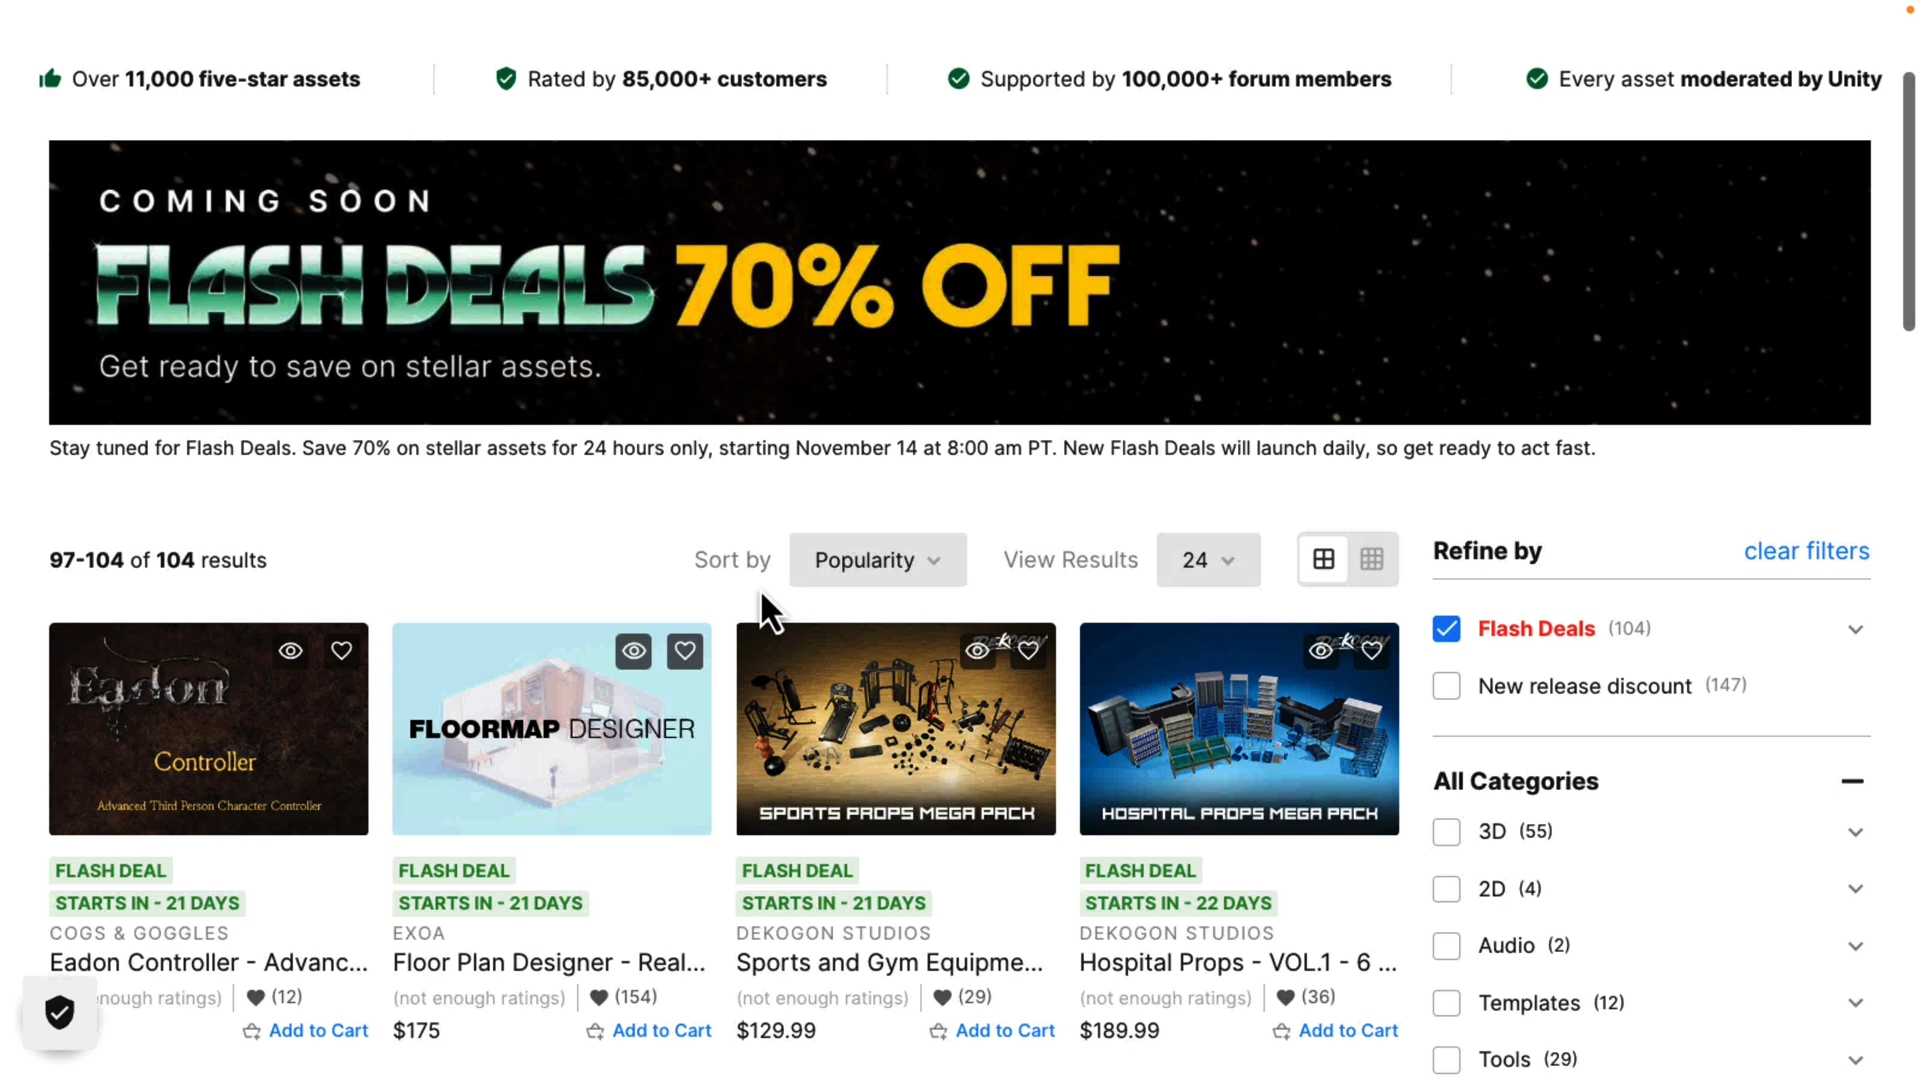 Over 11,000 five-star assets
Rated by 85,000+ customers
Supported by 100,000+ forum members
Every asset moderated by Unity
COMING SOON
FLASH DEALS 70% OFF
Get ready to save on stellar assets.
Stay tuned for Flash Deals. Save 70% on stellar assets for 24 hours only, starting November 14 at 8:00 am PT. New Flash Deals will launch daily, so get ready to act fast.
97-104 of 104 results
Sort by
Popularity
View Results
24
Refine by
clear filters
Flash Deals (104)
New release discount (147)
All Categories
3D (55)
2D (4)
Audio (2)
Templates (12)
Tools (29)
Eadon
Controller
Advanced Third Person Character Controller
FLASH DEAL
STARTS IN - 21 DAYS
COGS & GOGGLES
Eadon Controller - Advanc...
nough ratings) (12)
Add to Cart
FLOORMAP DESIGNER
FLASH DEAL
STARTS IN - 21 DAYS
EXOA
Floor Plan Designer - Real...
(not enough ratings) (154)
$175 Add to Cart
DEKOGON
SPORTS PROPS MEGA PACK
FLASH DEAL
STARTS IN - 21 DAYS
DEKOGON STUDIOS
Sports and Gym Equipme...
(not enough ratings) (29)
$129.99 Add to Cart
DEKOGON
HOSPITAL PROPS MEGA PACK
FLASH DEAL
STARTS IN - 22 DAYS
DEKOGON STUDIOS
Hospital Props - VOL.1 - 6 ...
(not enough ratings) (36)
$189.99 Add to Cart